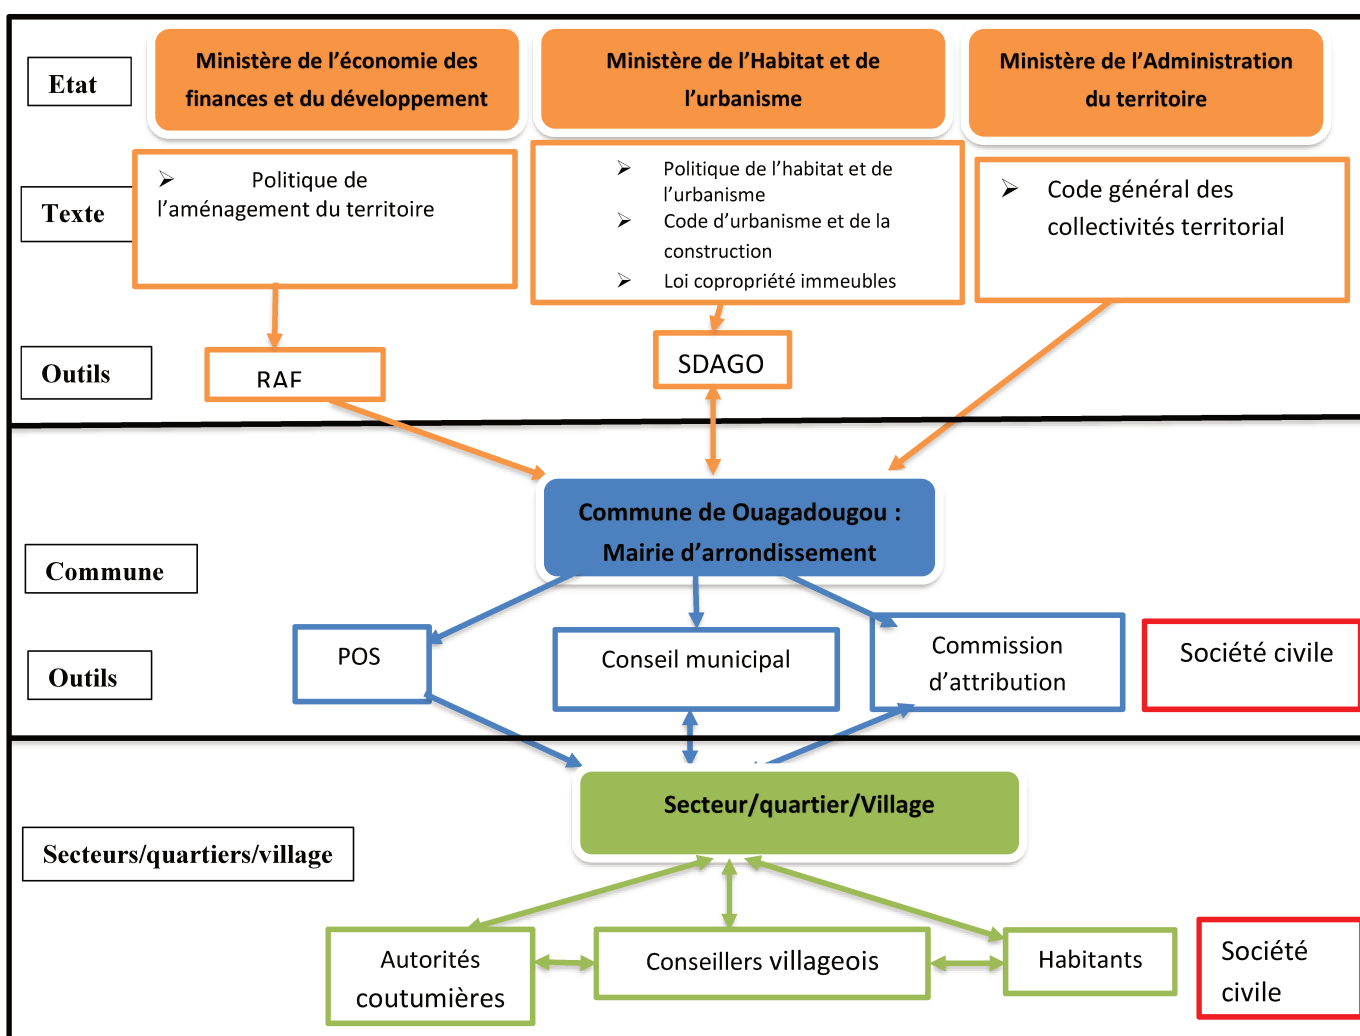 Etat
Ministère de l’économie des
finances et du développement
Ministère de l’Habitat et de
l’urbanisme
Ministère de l’Administration
du territoire
Texte
➢ Politique de
l’aménagement du territoire
➢ Politique de l’habitat et de
l’urbanisme
➢ Code d’urbanisme et de la
construction
➢ Loi copropriété immeubles
➢ Code général des
collectivités territorial
Outils
RAF
SDAGO
Commune
Commune de Ouagadougou :
Mairie d’arrondissement
Outils
POS
Conseil municipal
Commission
d’attribution
Société civile
Secteurs/quartiers/village
Secteur/quartier/Village
Autorités
coutumières
Conseillers villageois
Habitants
Société
civile